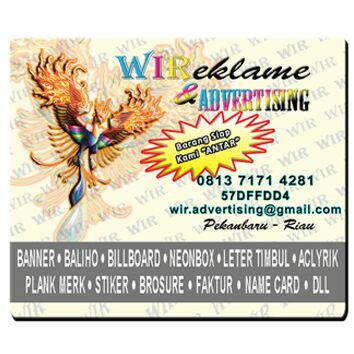 WIReklame
& ADVERTISING
Barang Siap
Kami "ANTAR"
0813 7171 4281
57DFFDD4
wir.advertising@gmail.com
Pekanbaru - Riau
BANNER • BALIHO • BILLBOARD • NEONBOX • LETER TIMBUL • ACLYRIK
PLANK MERK • STIKER • BROSURE • FAKTUR • NAME CARD • DLL